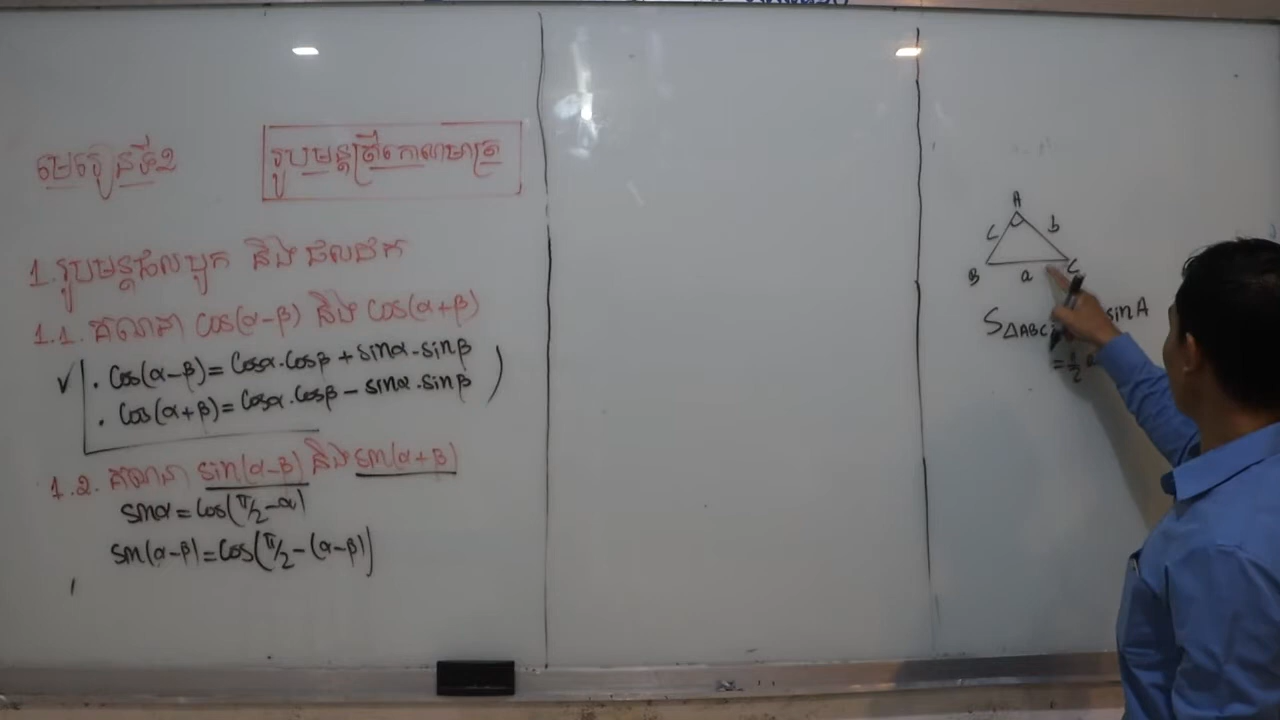 មេរៀនទី២
រូបមន្តត្រីកោណមាត្រ
1. រូបមន្តផលបូក និង ផលដក
1.1. គណនា cos(α-β) និង cos(α+β)
√ . cos(α-β)=cosα.cosβ+sinα.sinβ
. cos(α+β)=cosα.cosβ-sinα.sinβ
1.2. គណនា sin(α-β) និង sin(α+β)
sinα=cos(π/2-α)
sin(α-β)=cos(π/2-(α-β)
A
c b
B a C
S△ABC sinA
=1/2